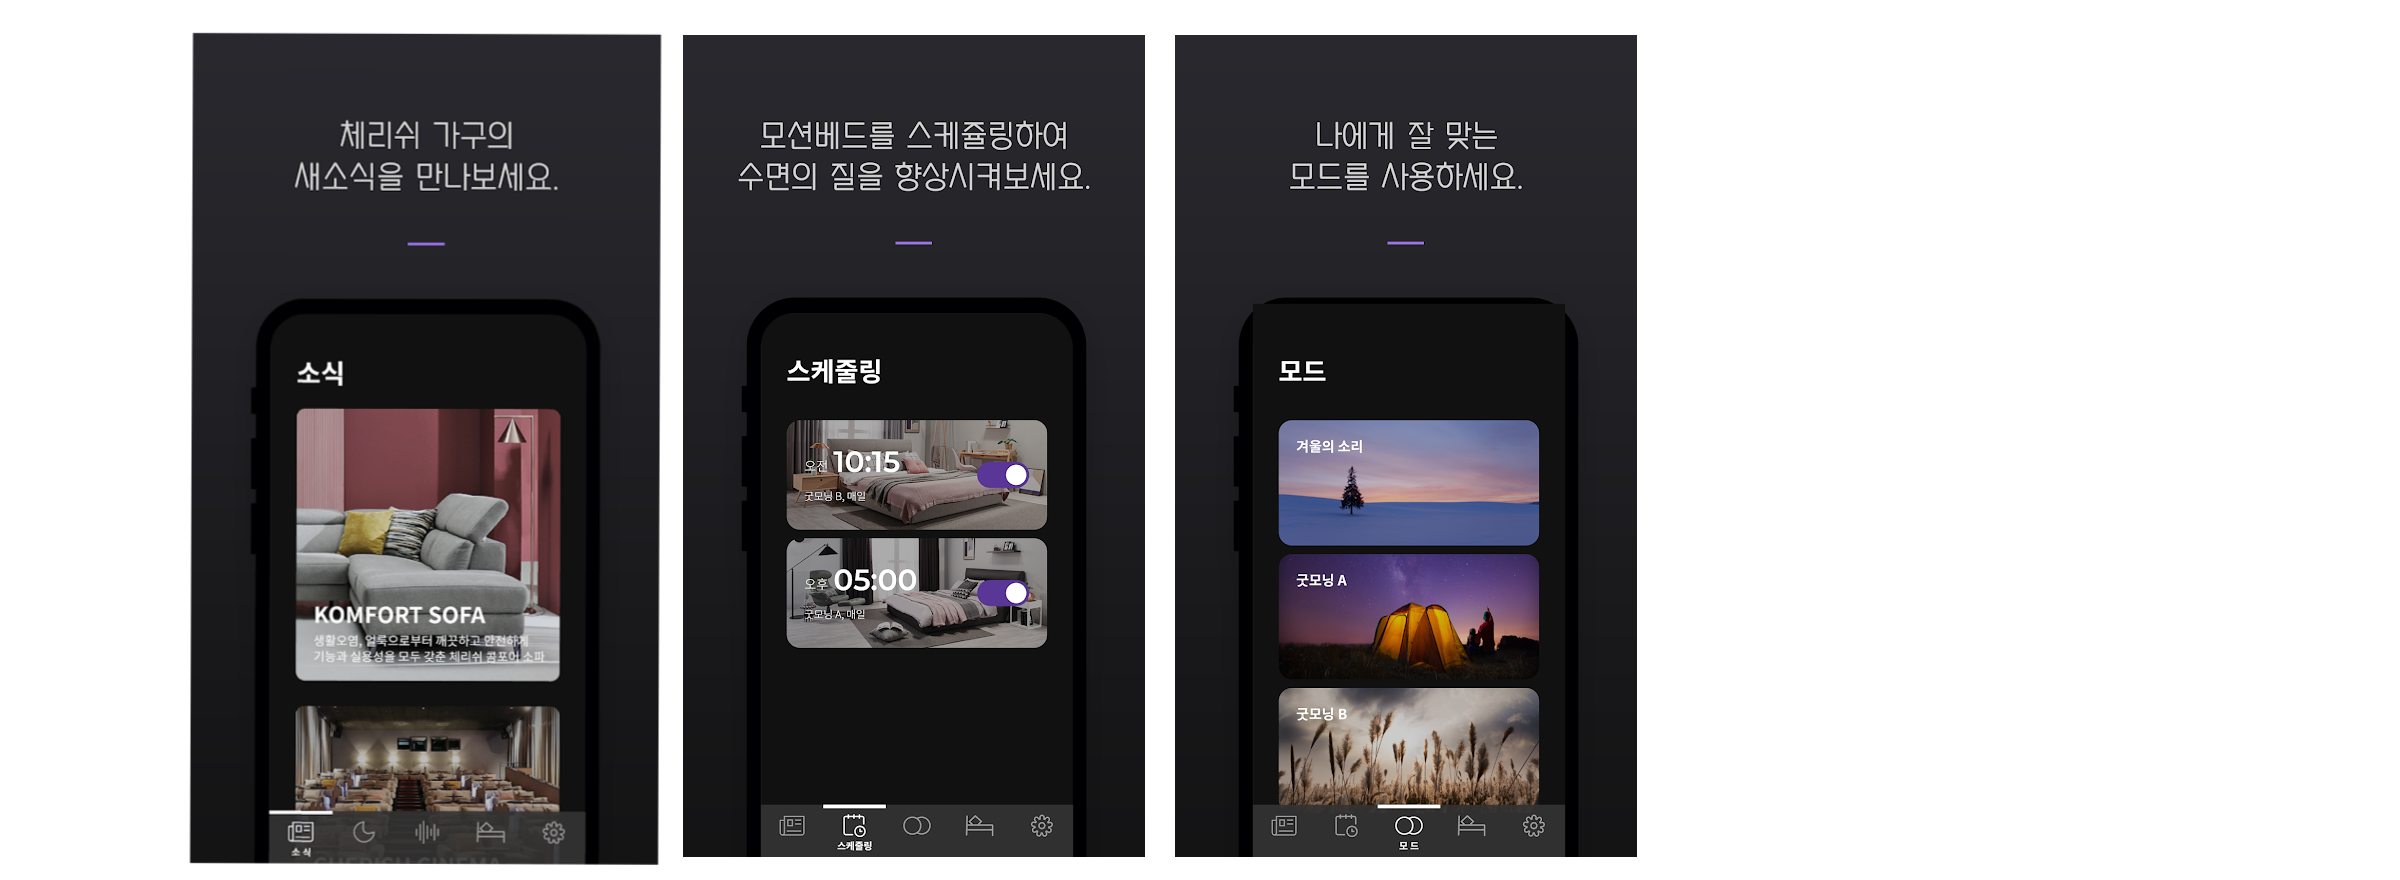 체리쉬 가구의
새소식을 만나보세요.
소식
KOMFORT SOFA
생활오염, 얼룩으로부터 깨끗하고 안전하게
기능과 실용성을 모두 갖춘 체리쉬 콤포어 소파
소식
CHERISH CINEMA
모션베드를 스케쥴링하여
수면의 질을 향상시켜보세요.
스케줄링
오전 10:15
굿모닝 B, 매일
오후 05:00
굿모닝 A, 매일
스케줄링
나에게 잘 맞는
모드를 사용하세요.
모드
겨울의 소리
굿모닝 A
굿모닝 B
모드